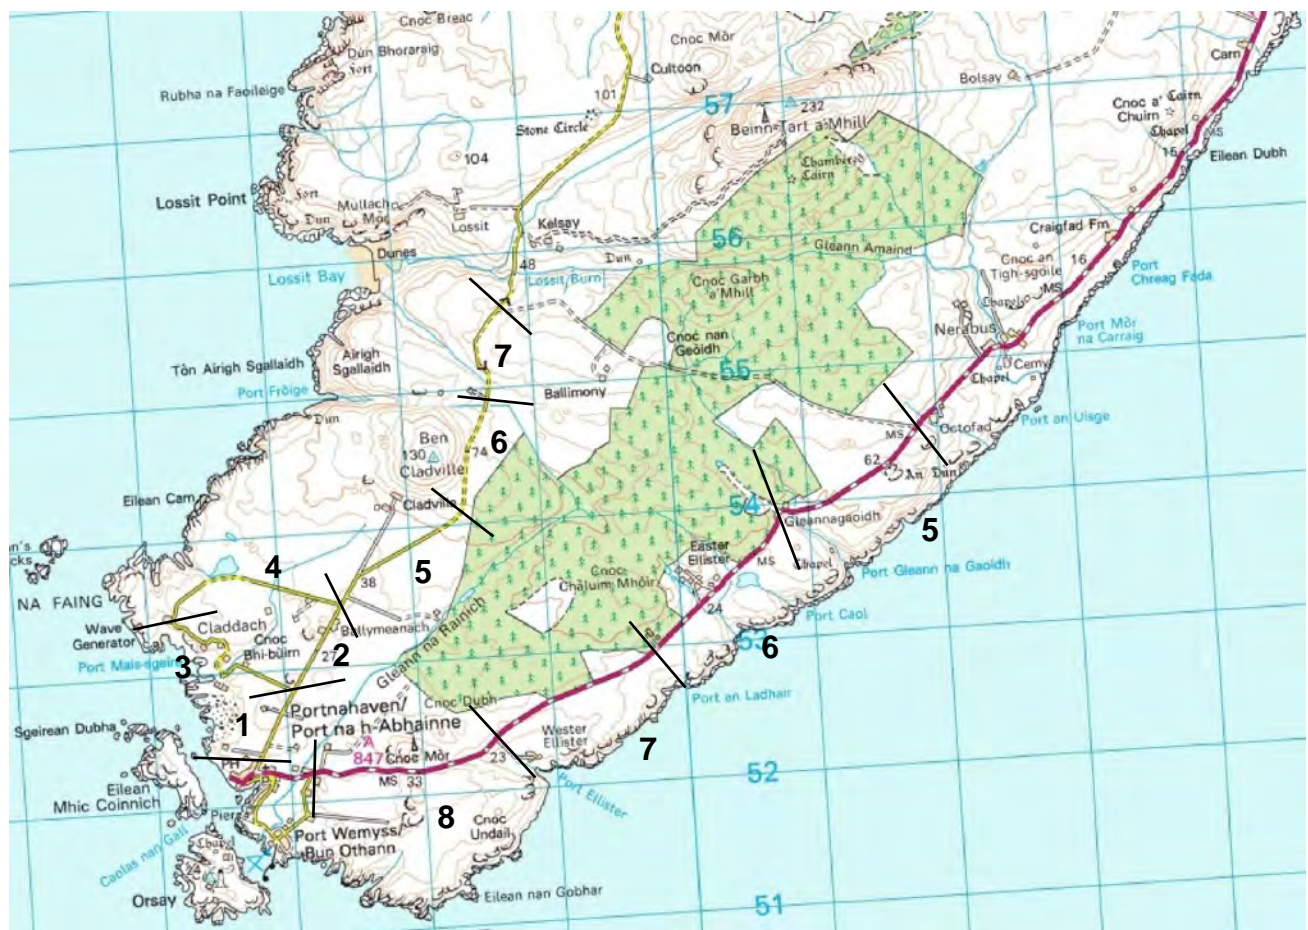 Cnoc Breac
Dùn Bhoraraig
Fort
Cnoc Mòr
Cultoon
Bolsay
Carn
Rubha na Faoileige
101
57
232
Beinn Tart a'Mhill
Cnoc a' Cairn
Chuirn
Chapel
MS
15
Stone Circle
104
Chambered
Cairn
Eilean Dubh
Lossit Point
Fort
Dun
Mullach
Mòr
Lossit
Kelsay
56
Craigfad Fm
Gleann Amaind
Dunes
Dun
48
Lossit Burn
Cnoc an
Tigh-sgoile
16
Port
Chreag Fada
Lossit Bay
Cnoc Garbh
a'Mhill
Chapel
MS
Nerabus
Port Mòr
na Carraig
Cnoc nan
Geòidh
7
Airigh
Sgallaidh
Tòn Airigh Sgallaidh
55
Cemy
Chapel
Port Fròige
Ballimony
Dun
Octofad
Port an Uisge
MS
Ben
Cladville
130
6
74
62
An Dun
Eilean Carn
Cladville
54
Gleannagaoidh
5
4
5
38
Easter
Ellister
MS
Chapel
Port Gleann na Gaoidh
Cnoc
Chaluim Mhòir
NA FAING
Wave
Generator
Claddach
Ballymeanach
24
Port Caol
Cnoc
Bhi-bùirn
2
27
Gleann na Rainich
53
6
3
Port an Ladhair
Cnoc Dubh
1
Portnahaven/
Port na h-Abhainne
Sgeirean Dubha
Wester
Ellister
7
A
847
Cnoc Mòr
23
PH
MS
33
52
Eilean
Mhic Coinnich
Port Ellister
Pier
8
Cnoc
Undail
Port Wemyss/
Bun Othann
Caolas nan Gall
Chapel
Orsay
Eilean nan Gobhar
51